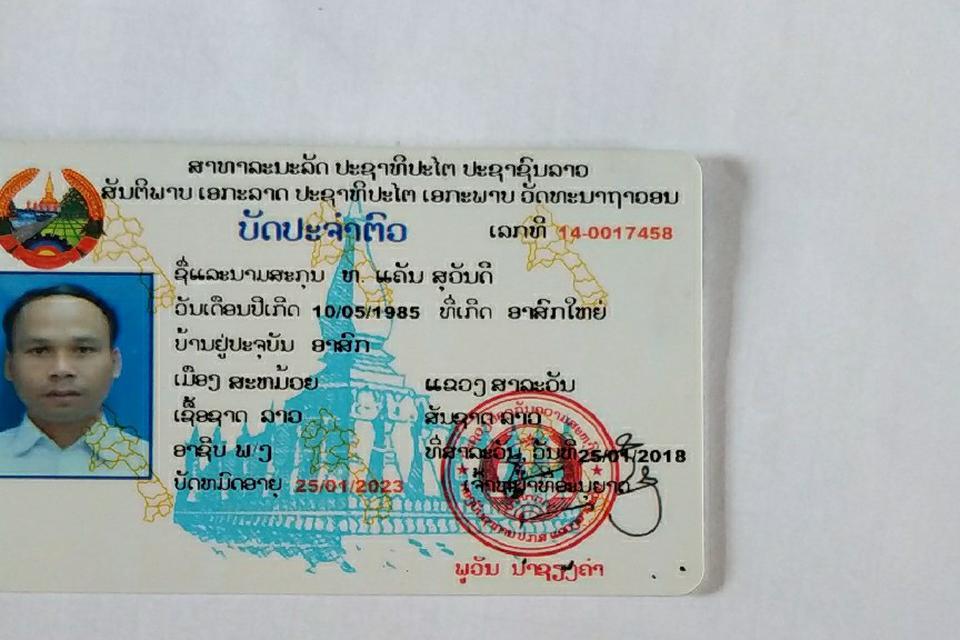 ສາທາລະນະລັດ ປະຊາທິປະໄຕ ປະຊາຊົນລາວ
ສັນຕິພາບ ເອກະລາດ ປະຊາທິປະໄຕ ເອກະພາບ ວັດທະນາຖາວອນ
ບັດປະຈຳຕົວ ເລກທີ 14-0017458
ຊື່ແລະນາມສະກຸນ ທ. ແຄັນ ສຸວັນດີ
ວັນເດືອນປີເກີດ 10/05/1985 ທີ່ເກີດ ອາສົກໃຫຍ່
ບ້ານຢູ່ປະຈຸບັນ ອາສົກ
ເມືອງ ສະຫມ້ວຍ ແຂວງ ສາລະວັນ
ເຊື້ອຊາດ ລາວ ສັນຊາດ ລາວ
ອາຊີບ ພ/ງ ທີ່ສາລະວັນ, ວັນທີ 25/01/2018
ບັດຫມົດອາຍຸ 25/01/2023 ເຈົ້າຫນ້າທີ່ອະນຸຍາດ
ພູວັນ ນາຊຽງຄຳ